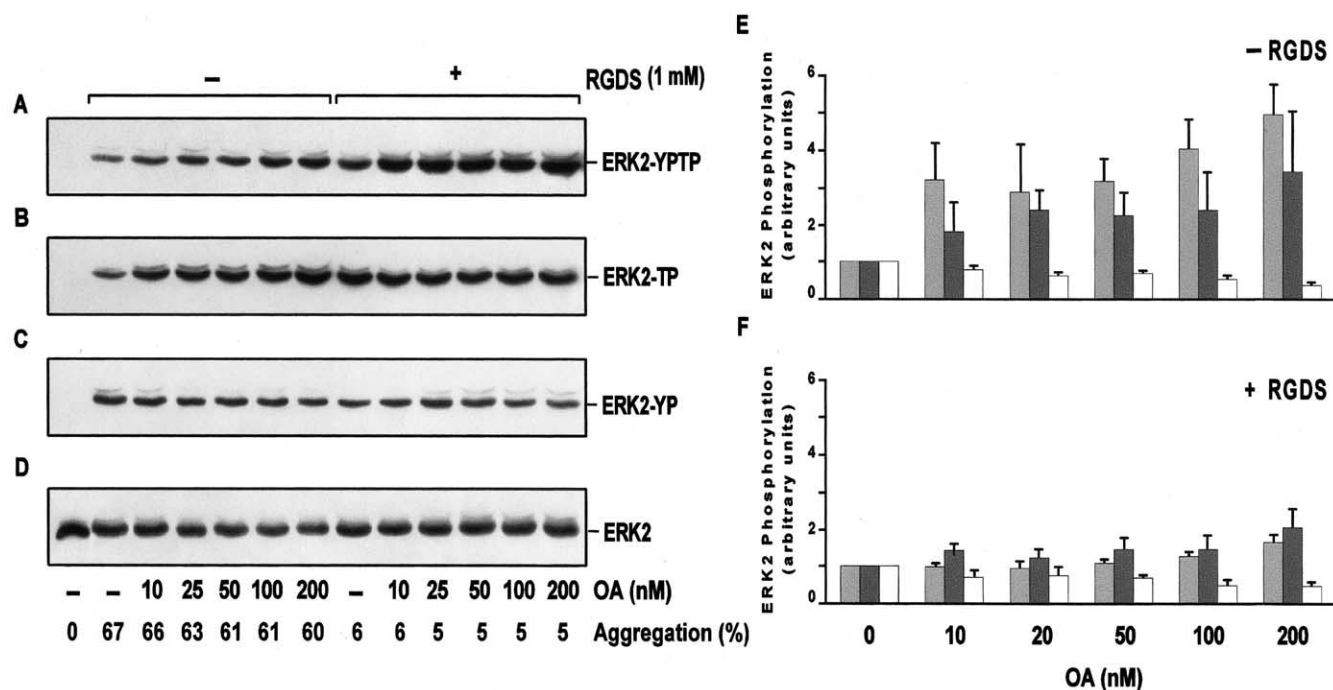 − + RGDS (1 mM)
A
ERK2-YPTP
B
ERK2-TP
C
ERK2-YP
D
ERK2
− − 10 25 50 100 200 − 10 25 50 100 200 OA (nM)
0 67 66 63 61 61 60 6 6 5 5 5 5 Aggregation (%)
E
− RGDS
ERK2 Phosphorylation
(arbitrary units)
6
4
2
0
F
+ RGDS
ERK2 Phosphorylation
(arbitrary units)
6
4
2
0
0 10 20 50 100 200
OA (nM)